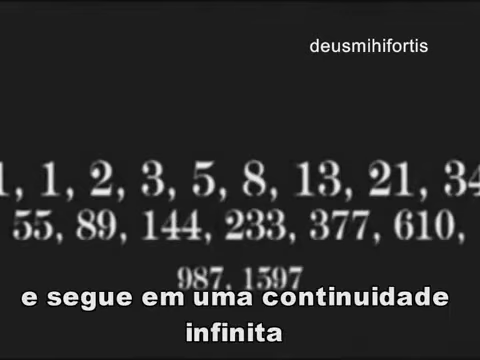 deusmihifortis
1, 1, 2, 3, 5, 8, 13, 21, 34
55, 89, 144, 233, 377, 610,
987, 1597
e segue em uma continuidade
infinita